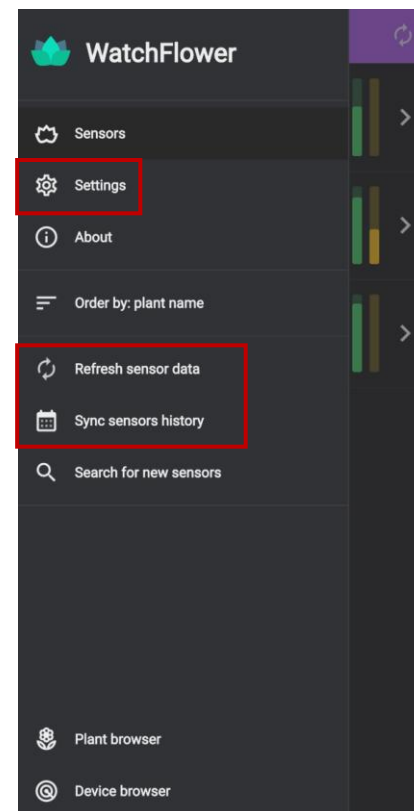 WatchFlower
Sensors
Settings
About
Order by: plant name
Refresh sensor data
Sync sensors history
Search for new sensors
Plant browser
Device browser